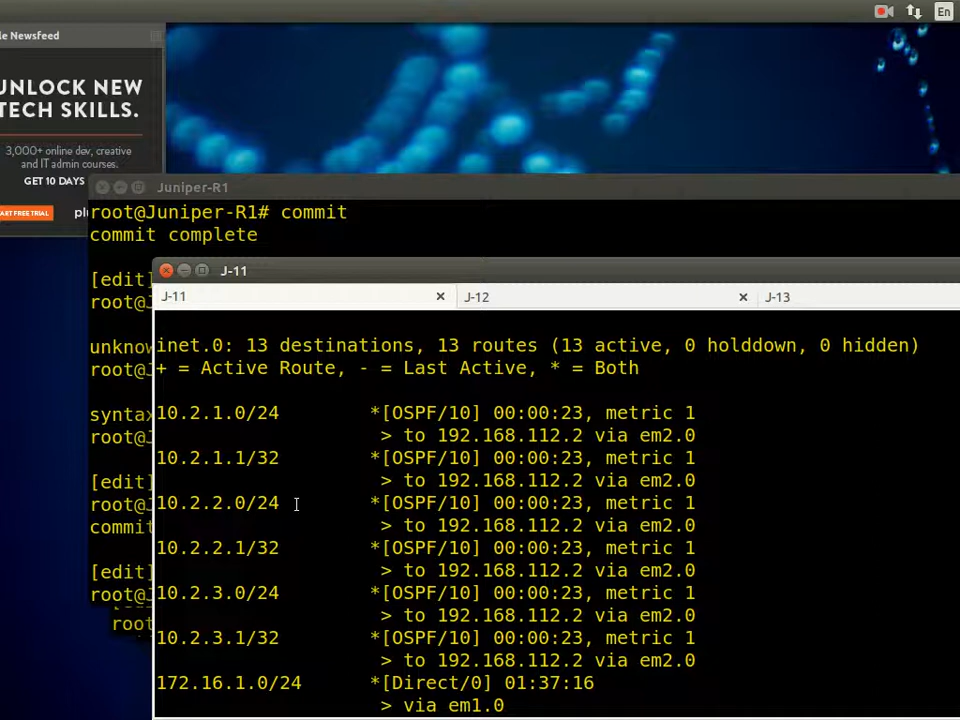 En
le Newsfeed
UNLOCK NEW
TECH SKILLS.
3,000+ online dev, creative
and IT admin courses.
GET 10 DAYS
ART FREE TRIAL
pl
Juniper-R1
root@Juniper-R1# commit
commit complete
[edit]
root@J
unknow
root@J
syntax
root@J
[edit]
root@J
commit
[edit]
root@J
root
J-11
J-11
J-12
J-13
inet.0: 13 destinations, 13 routes (13 active, 0 holddown, 0 hidden)
+ = Active Route, - = Last Active, * = Both
10.2.1.0/24 *[OSPF/10] 00:00:23, metric 1
> to 192.168.112.2 via em2.0
10.2.1.1/32 *[OSPF/10] 00:00:23, metric 1
> to 192.168.112.2 via em2.0
10.2.2.0/24 *[OSPF/10] 00:00:23, metric 1
> to 192.168.112.2 via em2.0
10.2.2.1/32 *[OSPF/10] 00:00:23, metric 1
> to 192.168.112.2 via em2.0
10.2.3.0/24 *[OSPF/10] 00:00:23, metric 1
> to 192.168.112.2 via em2.0
10.2.3.1/32 *[OSPF/10] 00:00:23, metric 1
> to 192.168.112.2 via em2.0
172.16.1.0/24 *[Direct/0] 01:37:16
> via em1.0